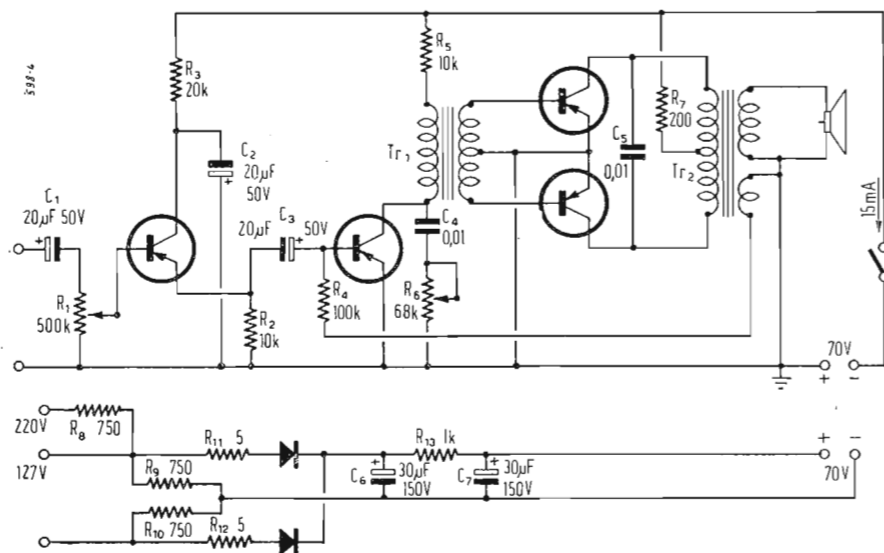 598-4
R₃
20k
C₂
20µF
50V
+
C₁
20µF 50V
+
R₁
500k
C₃
20µF
50V
+
R₂
10k
R₄
100k
R₅
10k
Tr₁
C₄
0,01
R₆
68k
C₅
0,01
R₇
200
Tr₂
15mA
70V
+ −
220V
R₈ 750
127V
R₉ 750
R₁₀ 750
R₁₁ 5
R₁₂ 5
R₁₃ 1k
+
C₆
30µF
150V
+
C₇
30µF
150V
+ −
70V